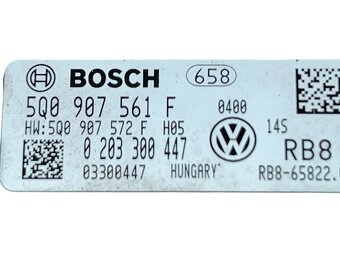 BOSCH 658
5Q0 907 561 F 0400
HW:5Q0 907 572 F H05 14S
0 203 300 447 RB8
03300447 HUNGARY RB8-65822.